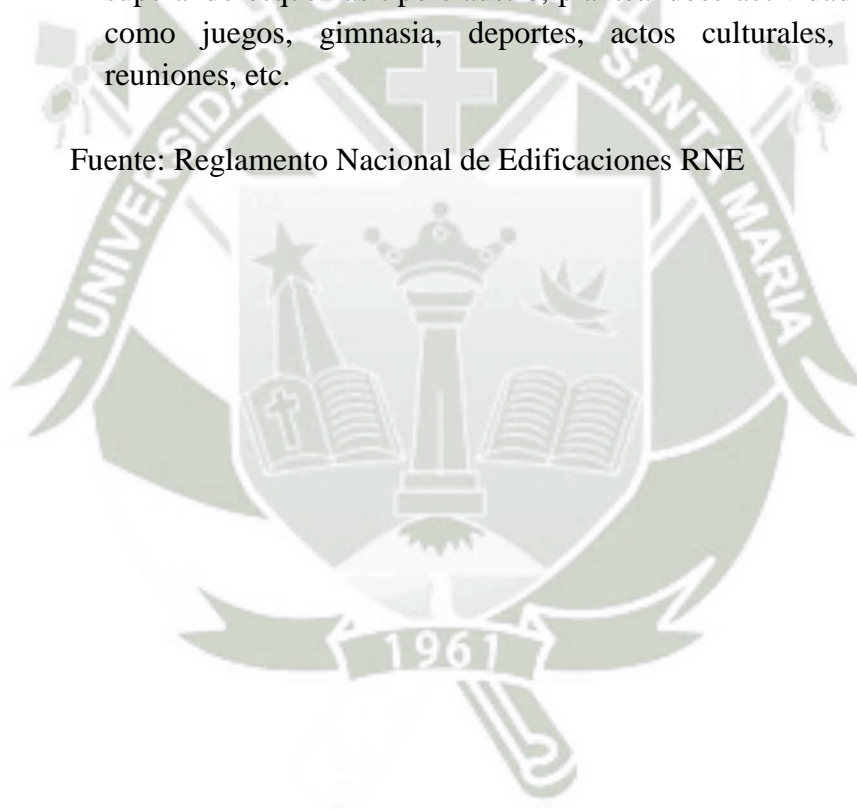 como juegos, gimnasia, deportes, actos culturales,
reuniones, etc.
Fuente: Reglamento Nacional de Edificaciones RNE
UNIVERSIDAD
SANTA MARIA
1961